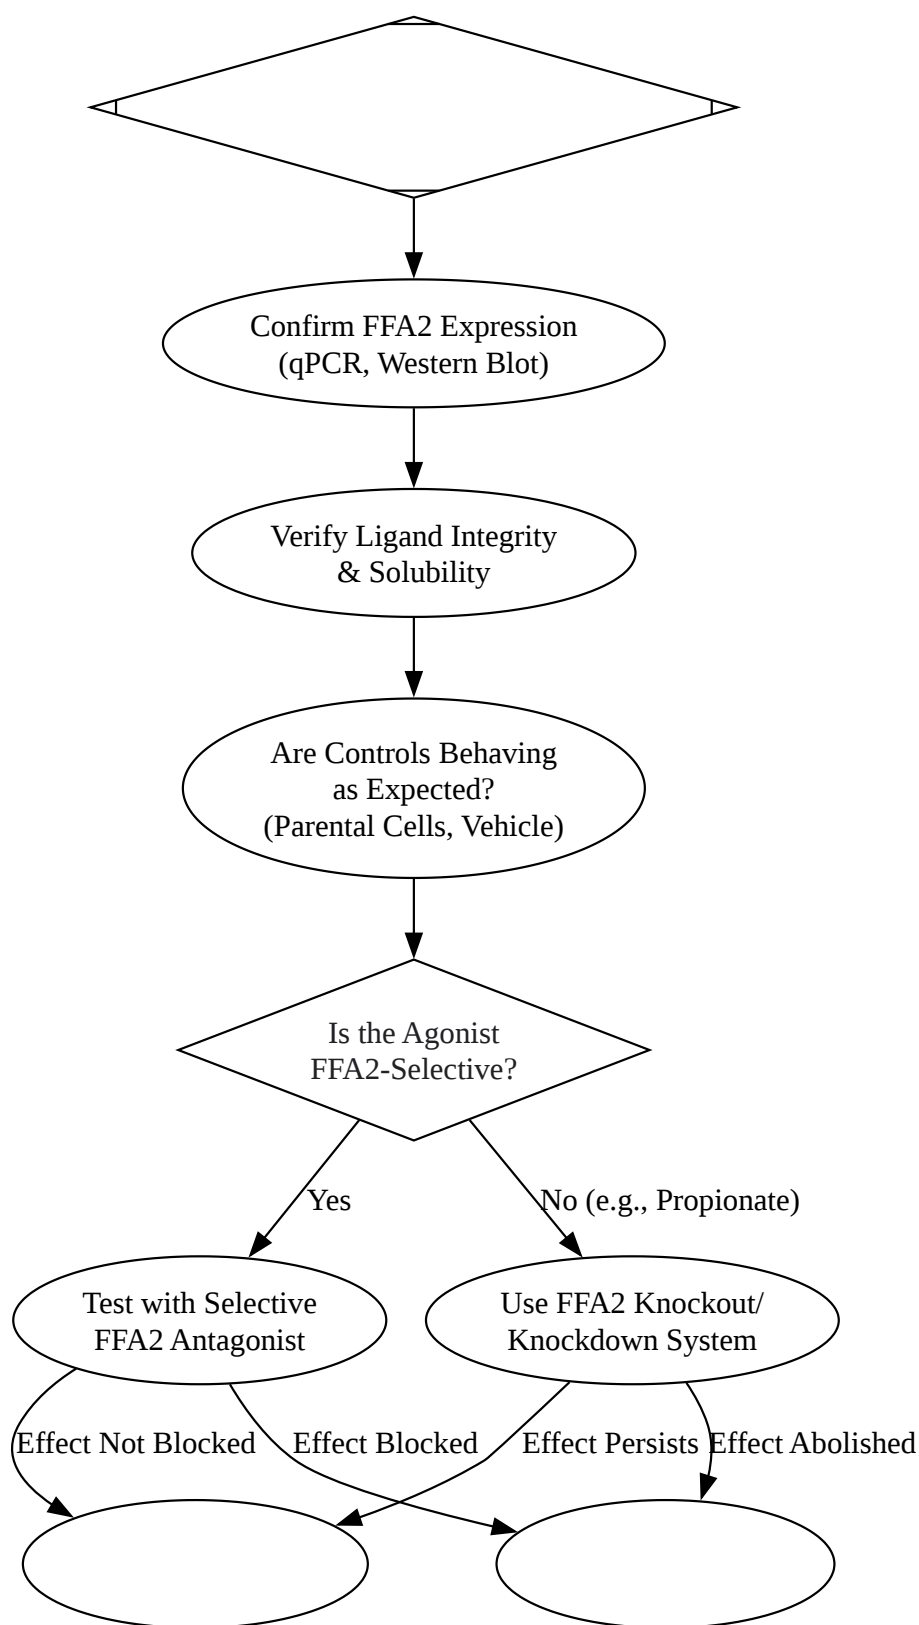 Confirm FFA2 Expression
(qPCR, Western Blot)
Verify Ligand Integrity
& Solubility
Are Controls Behaving
as Expected?
(Parental Cells, Vehicle)
Is the Agonist
FFA2-Selective?
Yes
No (e.g., Propionate)
Test with Selective
FFA2 Antagonist
Use FFA2 Knockout/
Knockdown System
Effect Not Blocked
Effect Blocked
Effect Persists
Effect Abolished